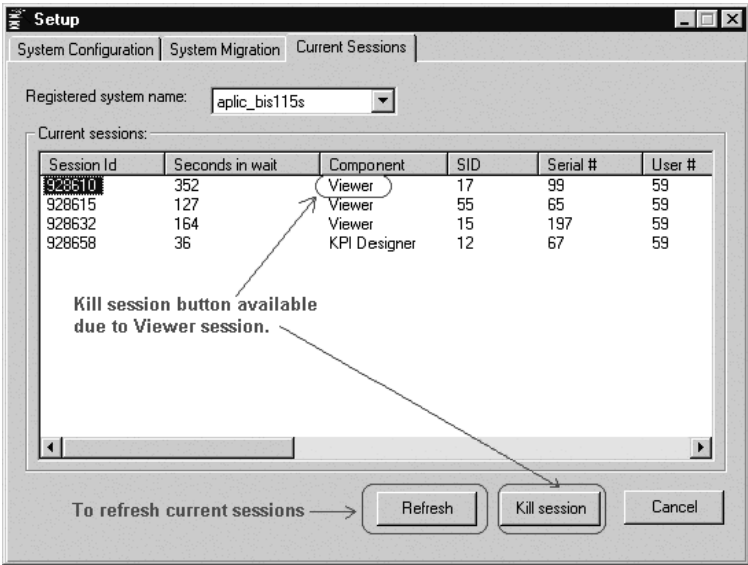 Setup
System Configuration System Migration Current Sessions
Registered system name: aplic_bis115s
Current sessions:
Session Id Seconds in wait Component SID Serial # User #
928610 352 Viewer 17 99 59
928615 127 Viewer 55 65 59
928632 164 Viewer 15 197 59
928658 36 KPI Designer 12 67 59
Kill session button available
due to Viewer session.
To refresh current sessions Refresh Kill session Cancel